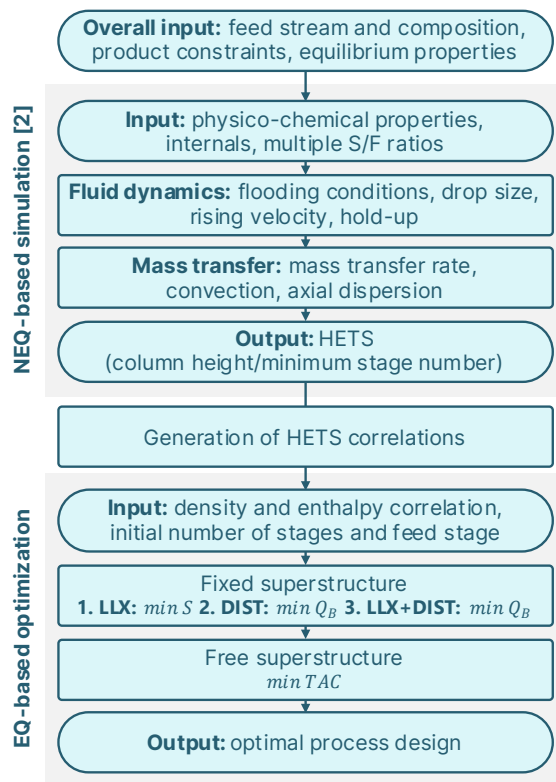 Overall input: feed stream and composition,
product constraints, equilibrium properties
NEQ-based simulation [2]
Input: physico-chemical properties,
internals, multiple S/F ratios
Fluid dynamics: flooding conditions, drop size,
rising velocity, hold-up
Mass transfer: mass transfer rate,
convection, axial dispersion
Output: HETS
(column height/minimum stage number)
Generation of HETS correlations
EQ-based optimization
Input: density and enthalpy correlation,
initial number of stages and feed stage
Fixed superstructure
1. LLX: min S 2. DIST: min Q_B 3. LLX+DIST: min Q_B
Free superstructure
min TAC
Output: optimal process design